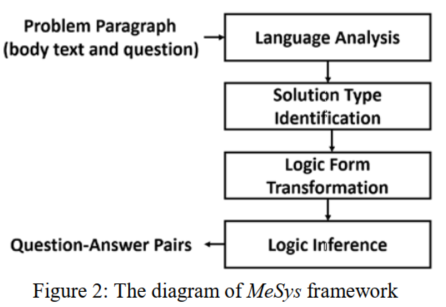 Problem Paragraph
(body text and question)
Language Analysis
Solution Type
Identification
Logic Form
Transformation
Question-Answer Pairs
Logic Inference
Figure 2: The diagram of MeSys framework